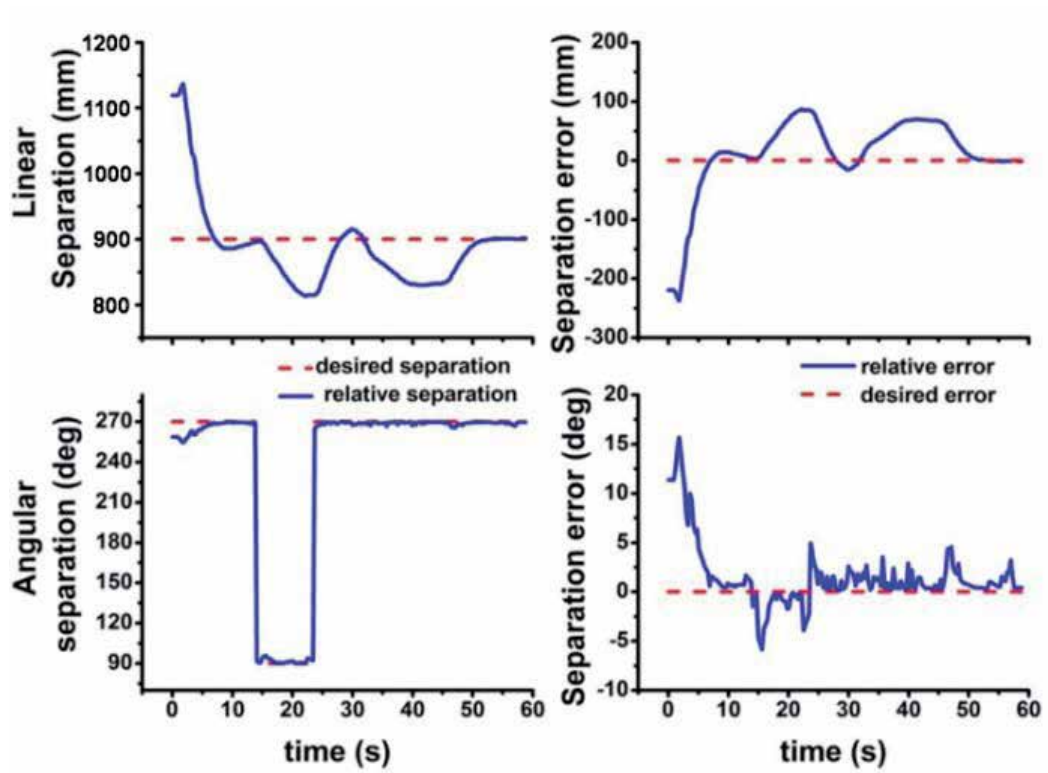 Linear
Separation (mm)
1200
1100
1000
900
800
Separation error (mm)
200
100
0
-100
-200
-300
desired separation
relative separation
relative error
desired error
Angular
separation (deg)
270
240
210
180
150
120
90
0 10 20 30 40 50 60
time (s)
Separation error (deg)
20
15
10
5
0
-5
-10
0 10 20 30 40 50 60
time (s)